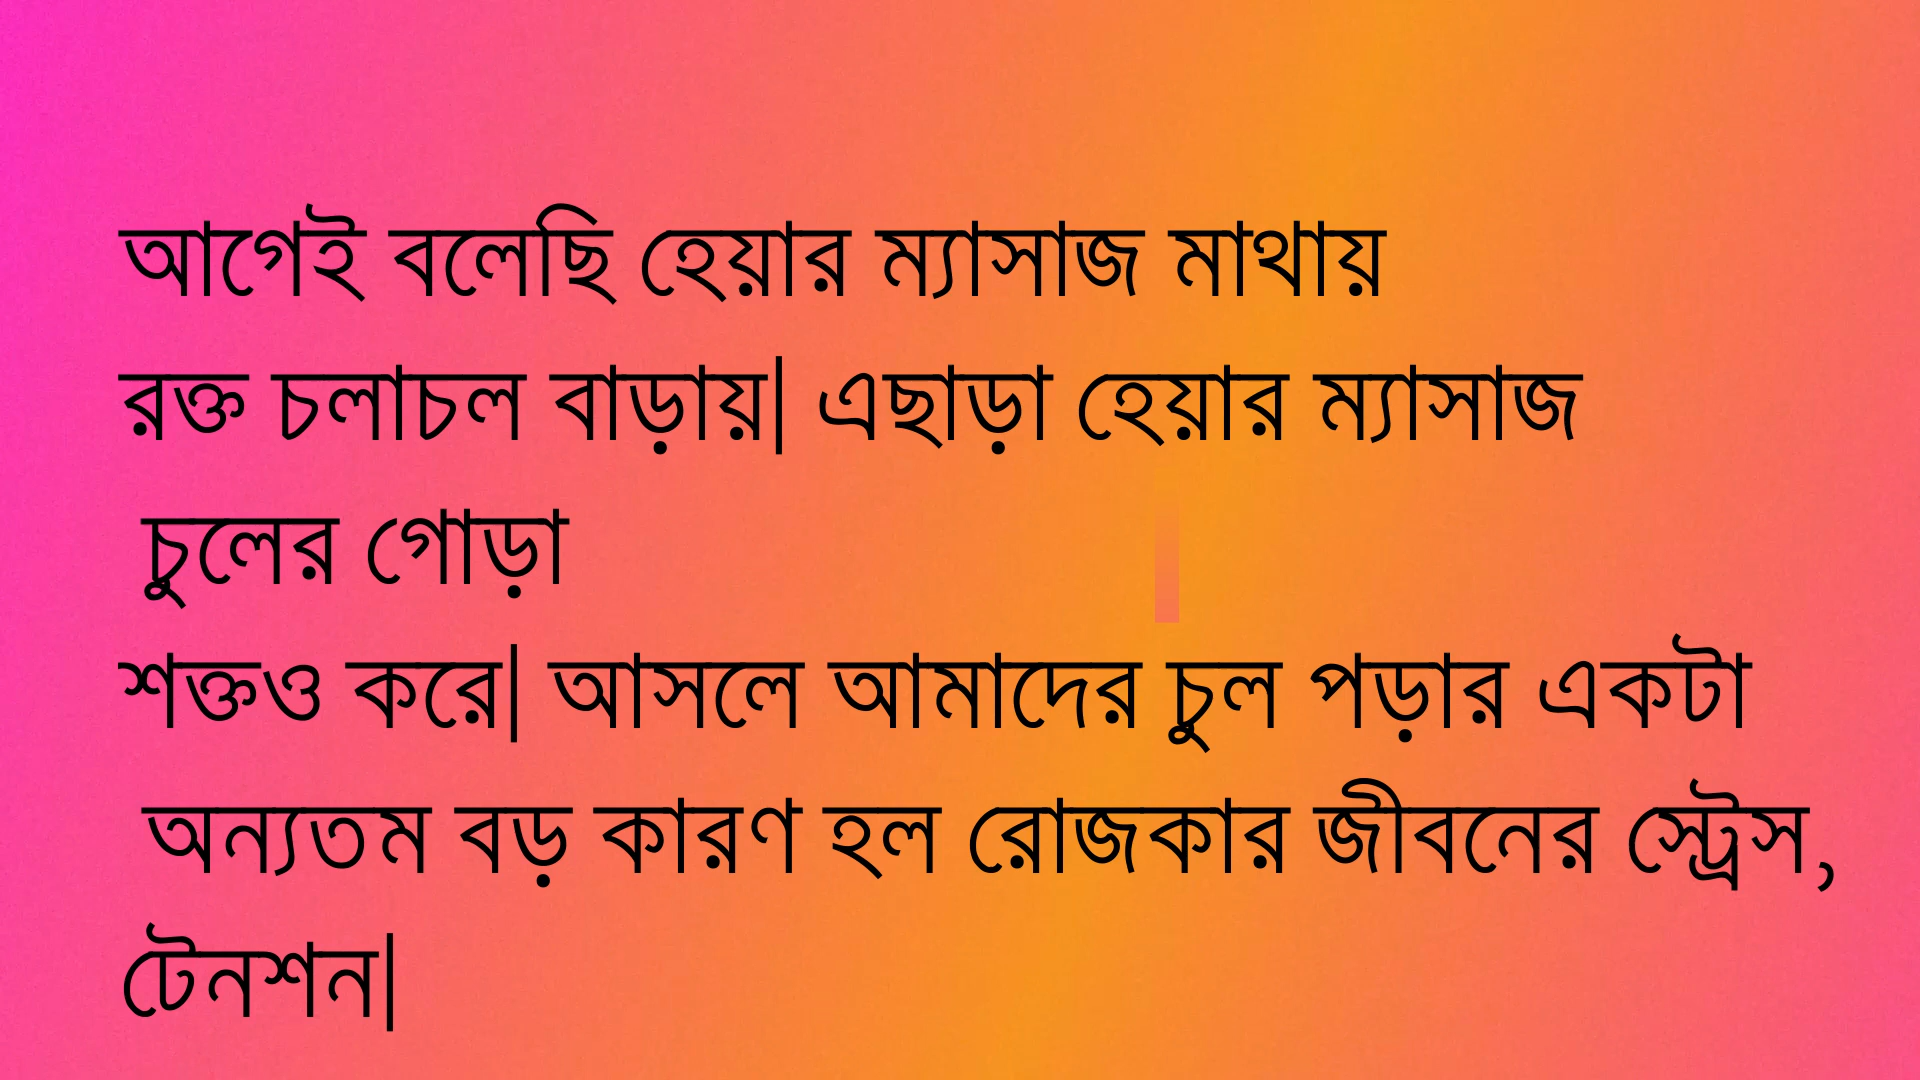 আগেই বলেছি হেয়ার ম্যাসাজ মাথায়
রক্ত চলাচল বাড়ায়| এছাড়া হেয়ার ম্যাসাজ
চুলের গোড়া
শক্তও করে| আসলে আমাদের চুল পড়ার একটা
অন্যতম বড় কারণ হল রোজকার জীবনের স্ট্রেস,
টেনশন|